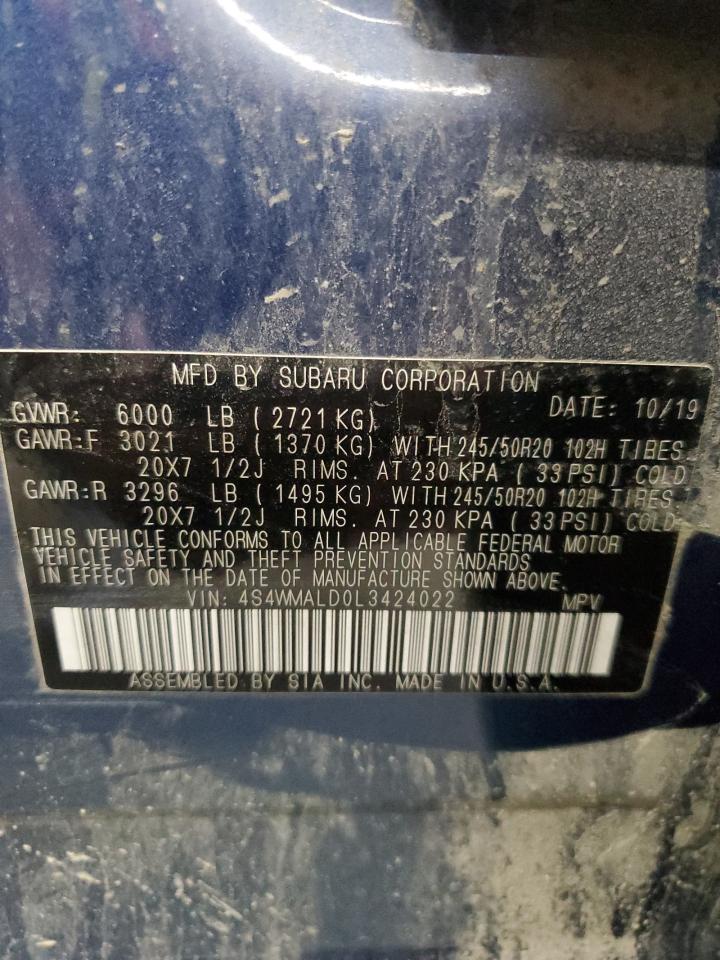 MFD BY SUBARU CORPORATION
GVWR: 6000 LB ( 2721 KG) DATE: 10/19
GAWR:F 3021 LB ( 1370 KG) WITH 245/50R20 102H TIRES
20X7 1/2J RIMS. AT 230 KPA ( 33 PSI) COLD
GAWR:R 3296 LB ( 1495 KG) WITH 245/50R20 102H TIRES
20X7 1/2J RIMS. AT 230 KPA ( 33 PSI) COLD
THIS VEHICLE CONFORMS TO ALL APPLICABLE FEDERAL MOTOR
VEHICLE SAFETY AND THEFT PREVENTION STANDARDS
IN EFFECT ON THE DATE OF MANUFACTURE SHOWN ABOVE.
VIN: 4S4WMALD0L3424022 MPV
ASSEMBLED BY SIA INC. MADE IN U.S.A.